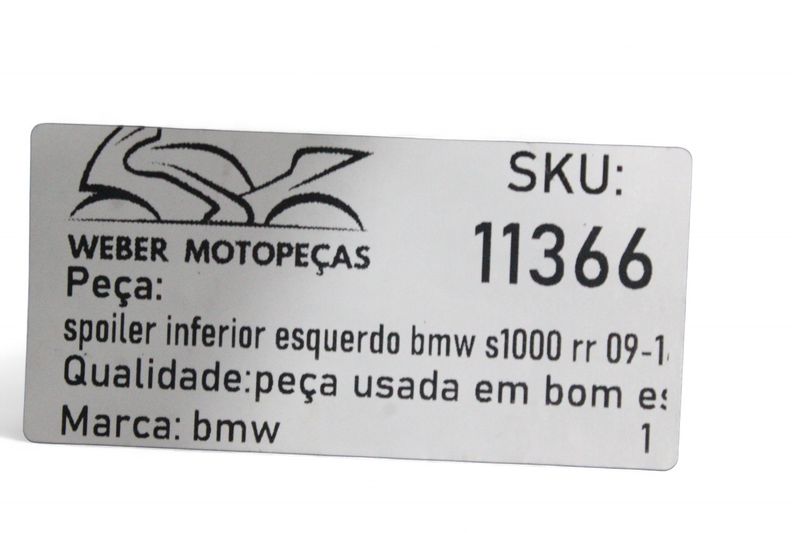 SKU:
11366
WEBER MOTOPEÇAS
Peça:
spoiler inferior esquerdo bmw s1000 rr 09-1
Qualidade:peça usada em bom es
Marca: bmw
1